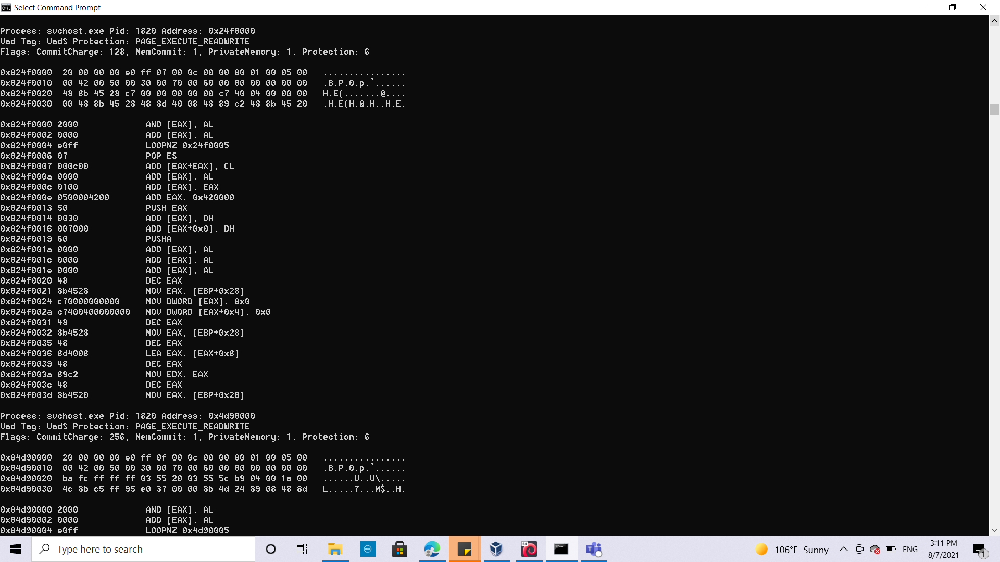 Select Command Prompt
Process: svchost.exe Pid: 1820 Address: 0x24f0000
Vad Tag: VadS Protection: PAGE_EXECUTE_READWRITE
Flags: CommitCharge: 128, MemCommit: 1, PrivateMemory: 1, Protection: 6
0x024f0000  20 00 00 00 e0 ff 07 00 0c 00 00 00 01 00 05 00   ................
0x024f0010  00 42 00 50 00 30 00 70 00 60 00 00 00 00 00 00   .B.P.0.p.`......
0x024f0020  48 8b 45 28 c7 00 00 00 00 00 c7 40 04 00 00 00   H.E(.......@....
0x024f0030  00 48 8b 45 28 48 8d 40 08 48 89 c2 48 8b 45 20   .H.E(H.@.H..H.E.
0x024f0000 2000             AND [EAX], AL
0x024f0002 0000             ADD [EAX], AL
0x024f0004 e0ff             LOOPNZ 0x24f0005
0x024f0006 07               POP ES
0x024f0007 000c00           ADD [EAX+EAX], CL
0x024f000a 0000             ADD [EAX], AL
0x024f000c 0100             ADD [EAX], EAX
0x024f000e 0500004200       ADD EAX, 0x420000
0x024f0013 50               PUSH EAX
0x024f0014 0030             ADD [EAX], DH
0x024f0016 007000           ADD [EAX+0x0], DH
0x024f0019 60               PUSHA
0x024f001a 0000             ADD [EAX], AL
0x024f001c 0000             ADD [EAX], AL
0x024f001e 0000             ADD [EAX], AL
0x024f0020 48               DEC EAX
0x024f0021 8b4528           MOV EAX, [EBP+0x28]
0x024f0024 c70000000000     MOV DWORD [EAX], 0x0
0x024f002a c7400400000000   MOV DWORD [EAX+0x4], 0x0
0x024f0031 48               DEC EAX
0x024f0032 8b4528           MOV EAX, [EBP+0x28]
0x024f0035 48               DEC EAX
0x024f0036 8d4008           LEA EAX, [EAX+0x8]
0x024f0039 48               DEC EAX
0x024f003a 89c2             MOV EDX, EAX
0x024f003c 48               DEC EAX
0x024f003d 8b4520           MOV EAX, [EBP+0x20]
Process: svchost.exe Pid: 1820 Address: 0x4d90000
Vad Tag: VadS Protection: PAGE_EXECUTE_READWRITE
Flags: CommitCharge: 256, MemCommit: 1, PrivateMemory: 1, Protection: 6
0x04d90000  20 00 00 00 e0 ff 0f 00 0c 00 00 00 01 00 05 00   ................
0x04d90010  00 42 00 50 00 30 00 70 00 60 00 00 00 00 00 00   .B.P.0.p.`......
0x04d90020  ba fc ff ff ff 03 55 20 03 55 5c b9 04 00 1a 00   ......U..U\.....
0x04d90030  4c 8b c5 ff 95 e0 37 00 00 8b 4d 24 89 08 48 8d   L.....7...M$..H.
0x04d90000 2000             AND [EAX], AL
0x04d90002 0000             ADD [EAX], AL
0x04d90004 e0ff             LOOPNZ 0x4d90005
Type here to search
106°F Sunny
ENG
3:11 PM
8/7/2021
1